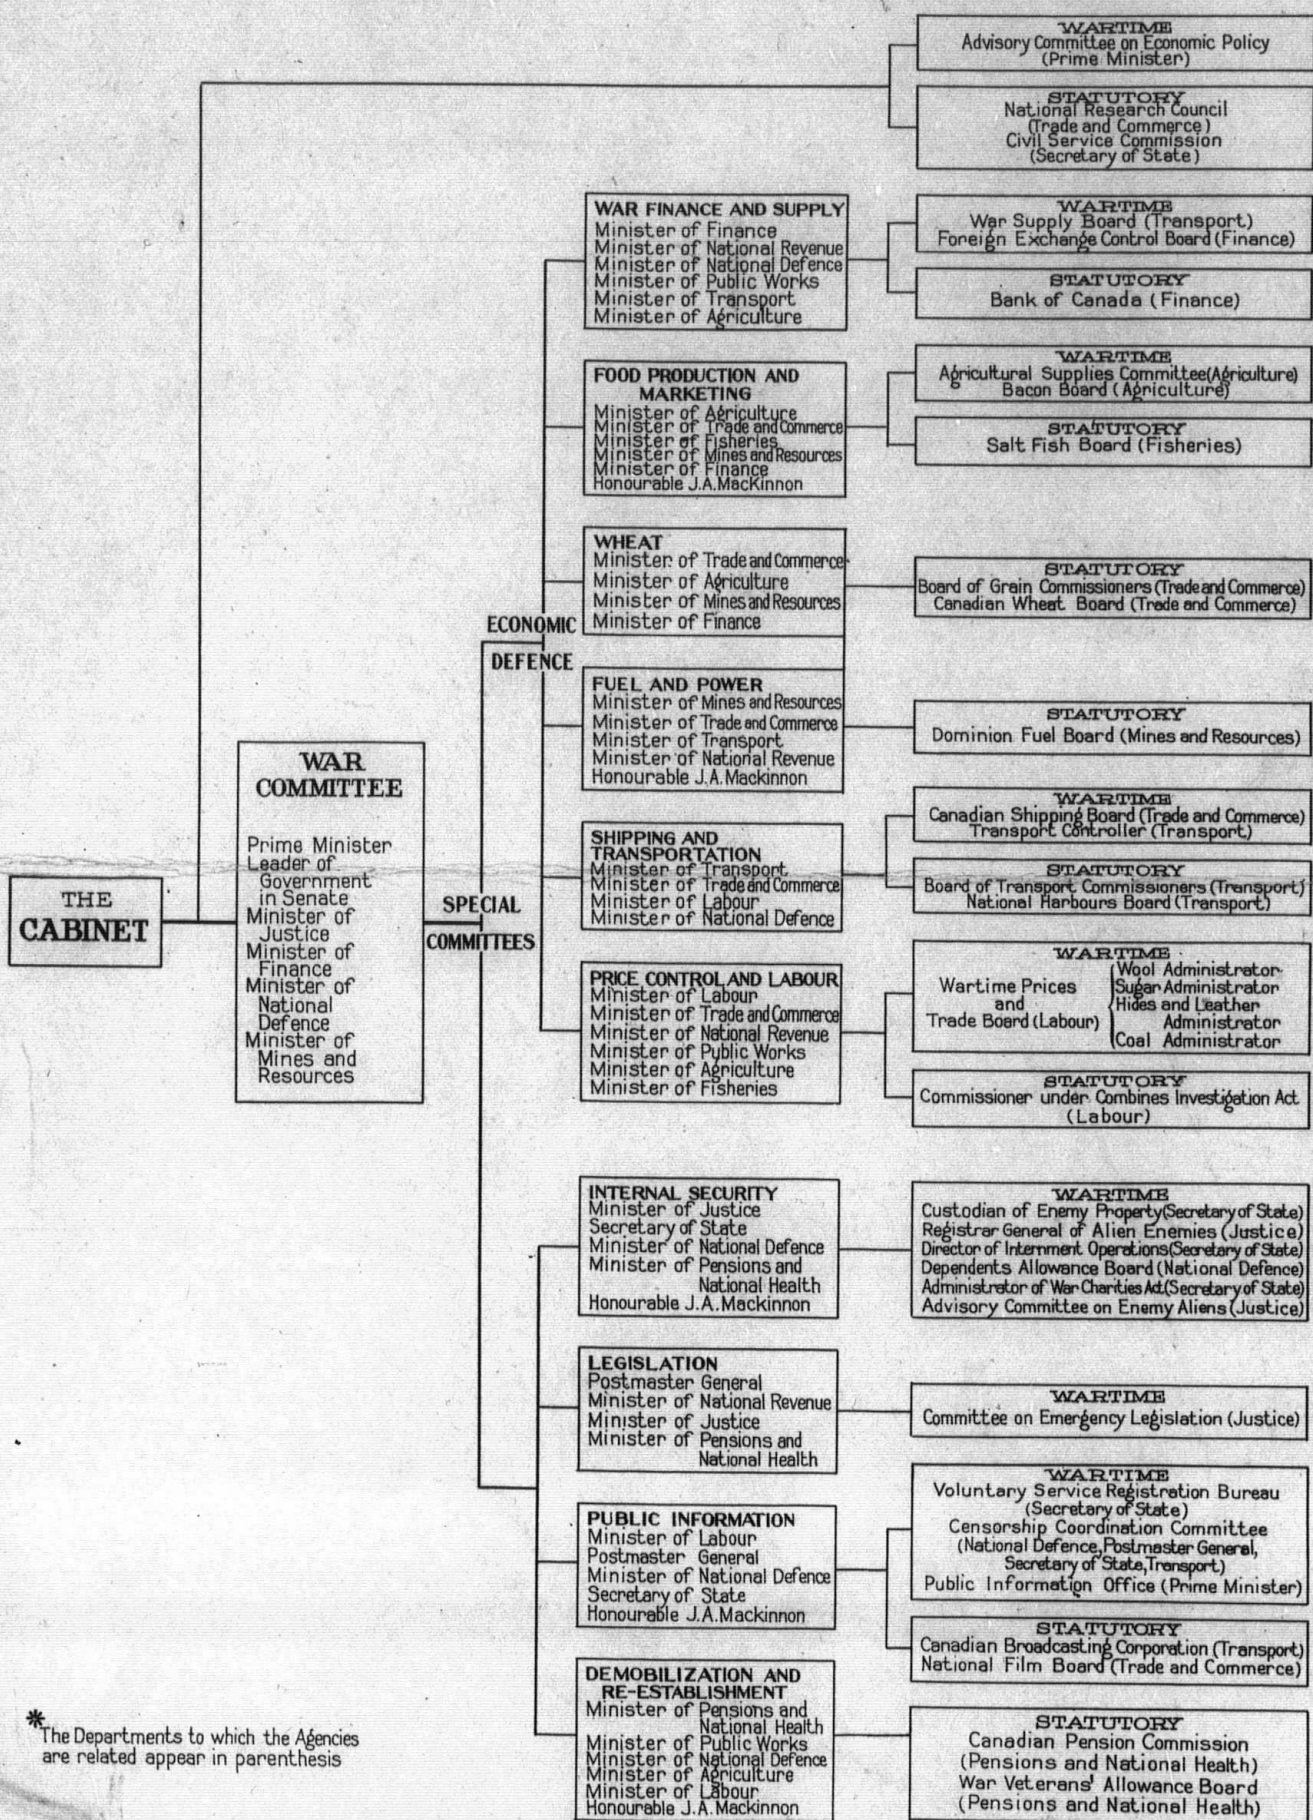 WARTIME
Advisory Committee on Economic Policy
(Prime Minister)
STATUTORY
National Research Council
(Trade and Commerce)
Civil Service Commission
(Secretary of State)
WAR FINANCE AND SUPPLY
Minister of Finance
Minister of National Revenue
Minister of National Defence
Minister of Public Works
Minister of Transport
Minister of Agriculture
WARTIME
War Supply Board (Transport)
Foreign Exchange Control Board (Finance)
STATUTORY
Bank of Canada (Finance)
FOOD PRODUCTION AND
MARKETING
Minister of Agriculture
Minister of Trade and Commerce
Minister of Fisheries
Minister of Mines and Resources
Minister of Finance
Honourable J.A.MacKinnon
WARTIME
Agricultural Supplies Committee(Agriculture)
Bacon Board (Agriculture)
STATUTORY
Salt Fish Board (Fisheries)
WHEAT
Minister of Trade and Commerce
Minister of Agriculture
Minister of Mines and Resources
Minister of Finance
STATUTORY
Board of Grain Commissioners (Trade and Commerce)
Canadian Wheat Board (Trade and Commerce)
ECONOMIC
DEFENCE
FUEL AND POWER
Minister of Mines and Resources
Minister of Trade and Commerce
Minister of Transport
Minister of National Revenue
Honourable J.A.Mackinnon
STATUTORY
Dominion Fuel Board (Mines and Resources)
WAR
COMMITTEE
Prime Minister
Leader of
Government
in Senate
Minister of
Justice
Minister of
Finance
Minister of
National
Defence
Minister of
Mines and
Resources
THE
CABINET
SPECIAL
COMMITTEES
SHIPPING AND
TRANSPORTATION
Minister of Transport
Minister of Trade and Commerce
Minister of Labour
Minister of National Defence
WARTIME
Canadian Shipping Board (Trade and Commerce)
Transport Controller (Transport)
STATUTORY
Board of Transport Commissioners (Transport)
National Harbours Board (Transport)
PRICE CONTROL AND LABOUR
Minister of Labour
Minister of Trade and Commerce
Minister of National Revenue
Minister of Public Works
Minister of Agriculture
Minister of Fisheries
WARTIME
Wartime Prices
and
Trade Board (Labour)
Wool Administrator
Sugar Administrator
Hides and Leather
Administrator
Coal Administrator
STATUTORY
Commissioner under Combines Investigation Act
(Labour)
INTERNAL SECURITY
Minister of Justice
Secretary of State
Minister of National Defence
Minister of Pensions and
National Health
Honourable J.A.Mackinnon
WARTIME
Custodian of Enemy Property(Secretary of State)
Registrar General of Alien Enemies (Justice)
Director of Internment Operations(Secretary of State)
Dependents Allowance Board (National Defence)
Administrator of War Charities Act(Secretary of State)
Advisory Committee on Enemy Aliens (Justice)
LEGISLATION
Postmaster General
Minister of National Revenue
Minister of Justice
Minister of Pensions and
National Health
WARTIME
Committee on Emergency Legislation (Justice)
PUBLIC INFORMATION
Minister of Labour
Postmaster General
Minister of National Defence
Secretary of State
Honourable J.A.Mackinnon
WARTIME
Voluntary Service Registration Bureau
(Secretary of State)
Censorship Coordination Committee
(National Defence,Postmaster General,
Secretary of State,Transport)
Public Information Office (Prime Minister)
STATUTORY
Canadian Broadcasting Corporation (Transport)
National Film Board (Trade and Commerce)
DEMOBILIZATION AND
RE-ESTABLISHMENT
Minister of Pensions and
National Health
Minister of Public Works
Minister of National Defence
Minister of Agriculture
Minister of Labour
Honourable J.A.Mackinnon
STATUTORY
Canadian Pension Commission
(Pensions and National Health)
War Veterans' Allowance Board
(Pensions and National Health)
* The Departments to which the Agencies
are related appear in parenthesis